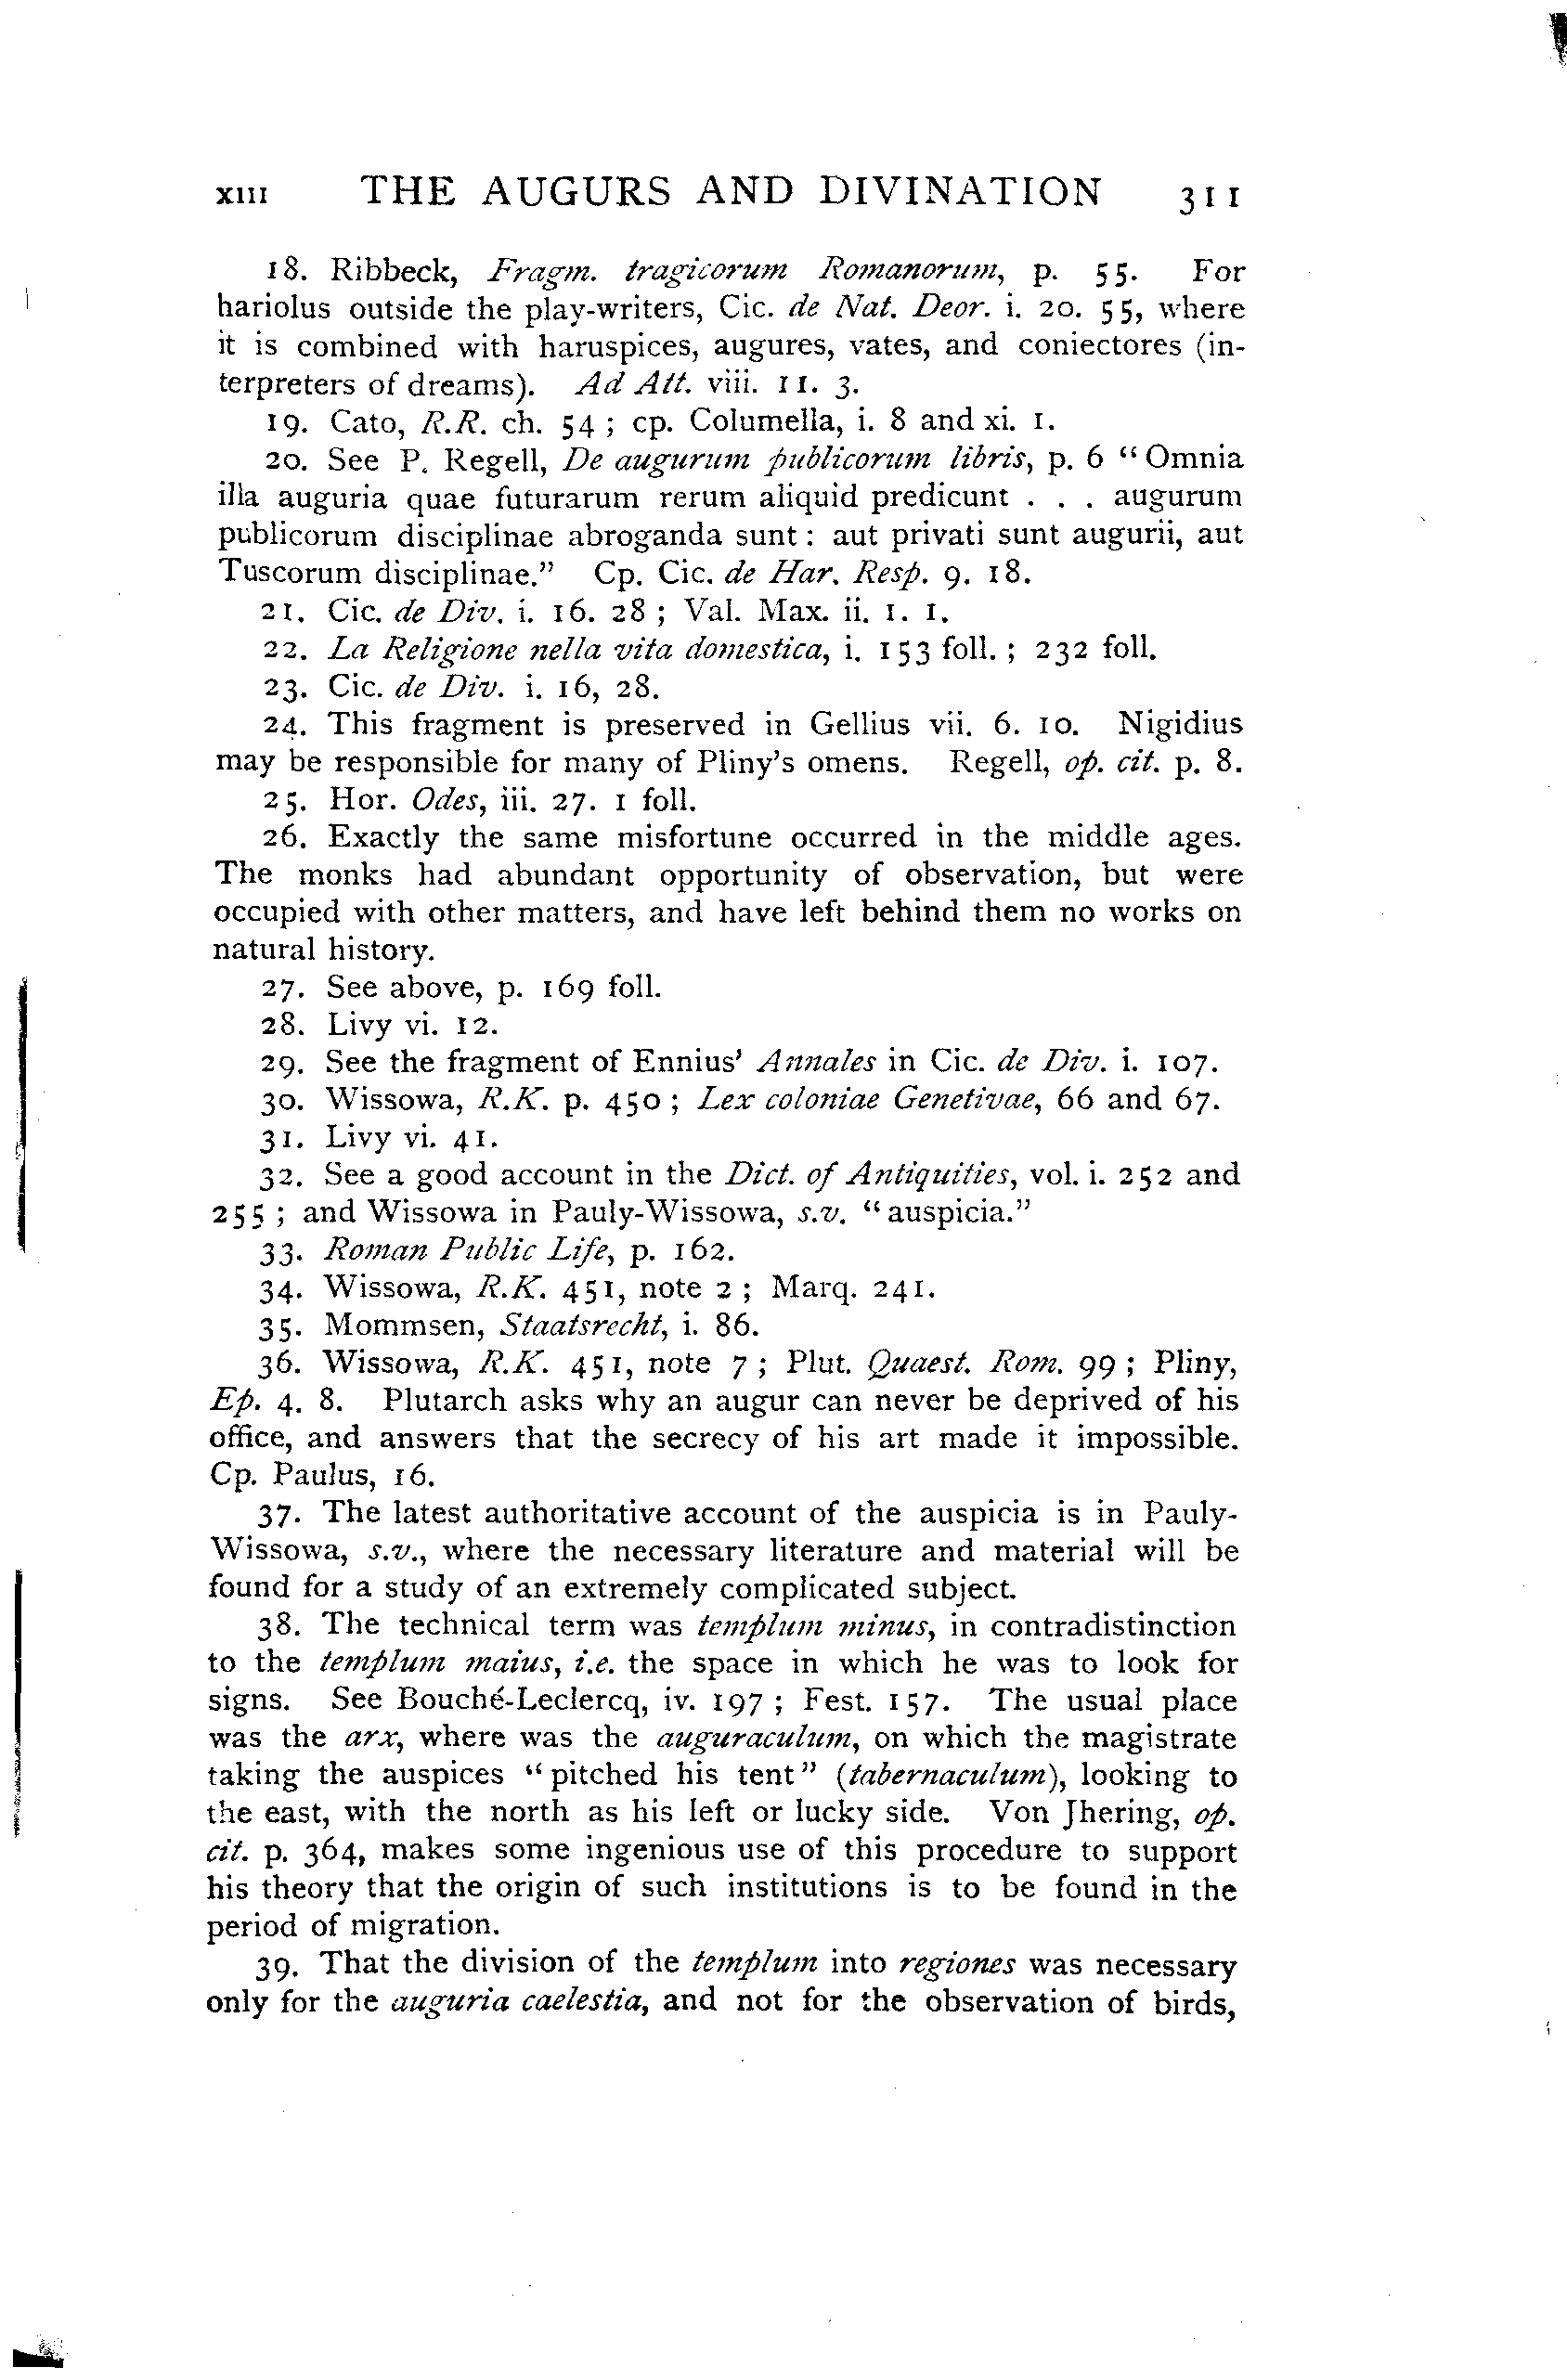 XIII THE AUGURS AND DIVINATION 311
18. Ribbeck, Fragm. tragicorum Romanorum, p. 55. For
hariolus outside the play-writers, Cic. de Nat. Deor. i. 20. 55, where
it is combined with haruspices, augures, vates, and coniectores (in-
terpreters of dreams). Ad Att. viii. 11. 3.
19. Cato, R.R. ch. 54 ; cp. Columella, i. 8 and xi. 1.
20. See P. Regell, De augurum publicorum libris, p. 6 “Omnia
illa auguria quae futurarum rerum aliquid predicunt . . . augurum
publicorum disciplinae abroganda sunt : aut privati sunt augurii, aut
Tuscorum disciplinae.” Cp. Cic. de Har. Resp. 9. 18.
21. Cic. de Div. i. 16. 28 ; Val. Max. ii. 1. 1.
22. La Religione nella vita domestica, i. 153 foll. ; 232 foll.
23. Cic. de Div. i. 16, 28.
24. This fragment is preserved in Gellius vii. 6. 10. Nigidius
may be responsible for many of Pliny's omens. Regell, op. cit. p. 8.
25. Hor. Odes, iii. 27. 1 foll.
26. Exactly the same misfortune occurred in the middle ages.
The monks had abundant opportunity of observation, but were
occupied with other matters, and have left behind them no works on
natural history.
27. See above, p. 169 foll.
28. Livy vi. 12.
29. See the fragment of Ennius' Annales in Cic. de Div. i. 107.
30. Wissowa, R.K. p. 450 ; Lex coloniae Genetivae, 66 and 67.
31. Livy vi. 41.
32. See a good account in the Dict. of Antiquities, vol. i. 252 and
255 ; and Wissowa in Pauly-Wissowa, s.v. “auspicia.”
33. Roman Public Life, p. 162.
34. Wissowa, R.K. 451, note 2 ; Marq. 241.
35. Mommsen, Staatsrecht, i. 86.
36. Wissowa, R.K. 451, note 7 ; Plut. Quaest. Rom. 99 ; Pliny,
Ep. 4. 8. Plutarch asks why an augur can never be deprived of his
office, and answers that the secrecy of his art made it impossible.
Cp. Paulus, 16.
37. The latest authoritative account of the auspicia is in Pauly-
Wissowa, s.v., where the necessary literature and material will be
found for a study of an extremely complicated subject.
38. The technical term was templum minus, in contradistinction
to the templum maius, i.e. the space in which he was to look for
signs. See Bouché-Leclercq, iv. 197 ; Fest. 157. The usual place
was the arx, where was the auguraculum, on which the magistrate
taking the auspices “pitched his tent” (tabernaculum), looking to
the east, with the north as his left or lucky side. Von Jhering, op.
cit. p. 364, makes some ingenious use of this procedure to support
his theory that the origin of such institutions is to be found in the
period of migration.
39. That the division of the templum into regiones was necessary
only for the auguria caelestia, and not for the observation of birds,